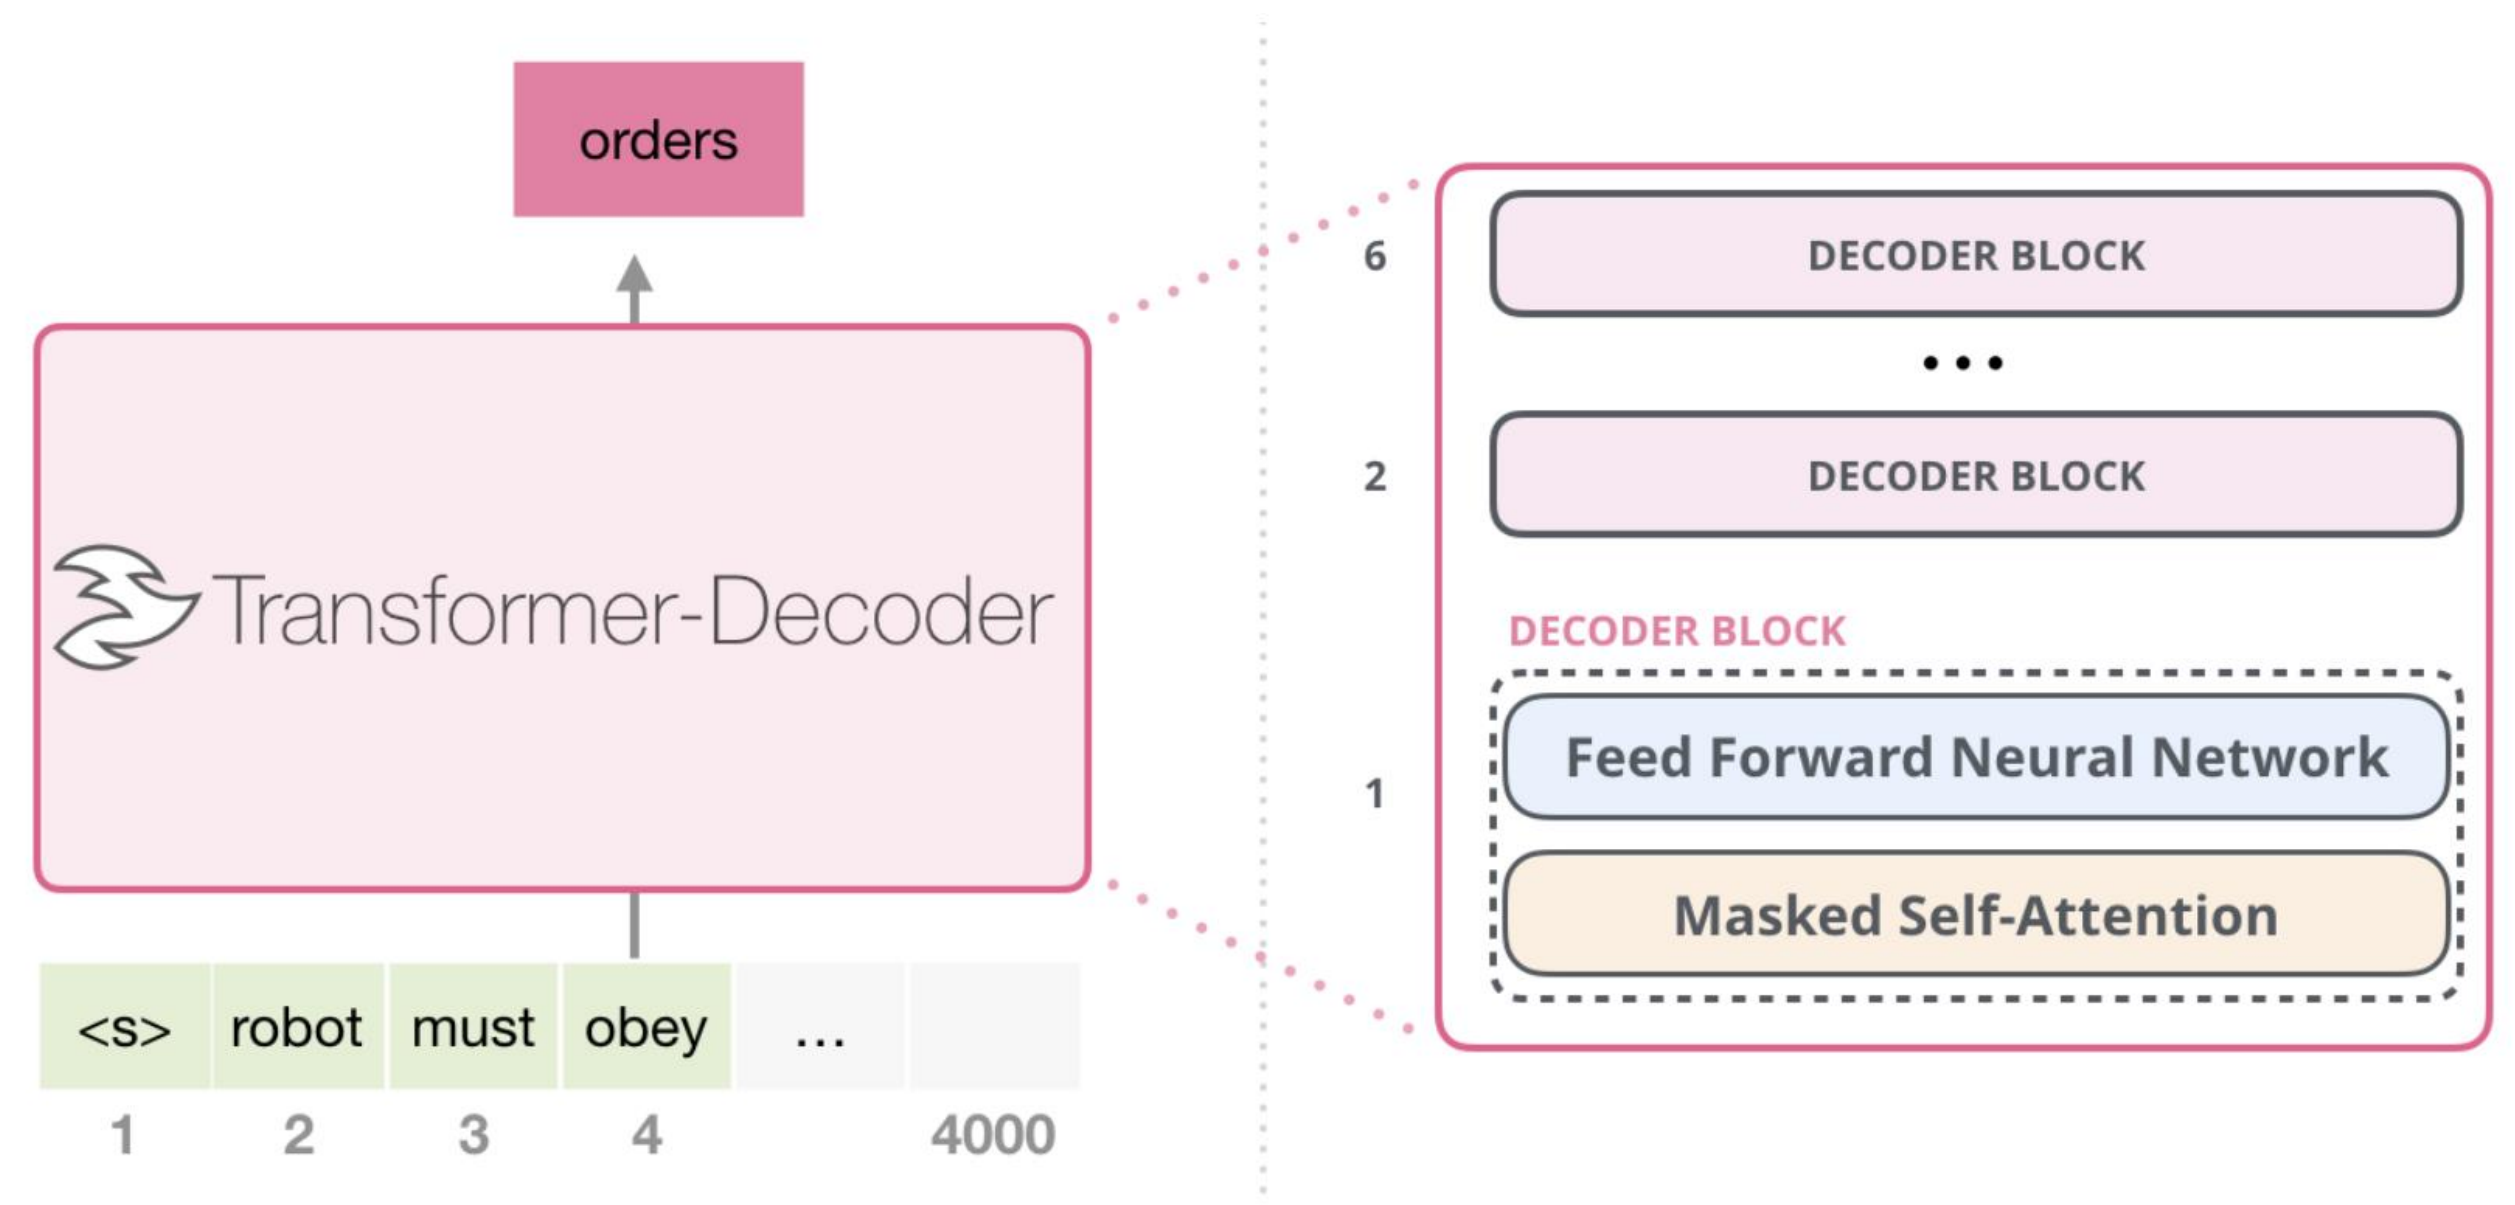 orders
Transformer-Decoder
<s> robot must obey ...
1 2 3 4 4000
6 DECODER BLOCK
...
2 DECODER BLOCK
DECODER BLOCK
1
Feed Forward Neural Network
Masked Self-Attention